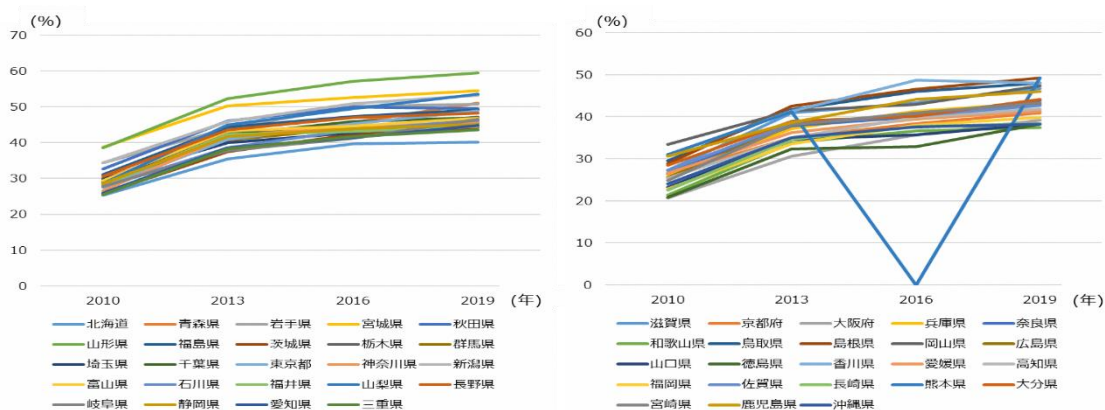 (%)
70
60
50
40
30
20
10
0
2010 2013 2016 2019 (年)
北海道 青森県 岩手県 宮城県 秋田県
山形県 福島県 茨城県 栃木県 群馬県
埼玉県 千葉県 東京都 神奈川県 新潟県
富山県 石川県 福井県 山梨県 長野県
岐阜県 静岡県 愛知県 三重県
(%)
60
50
40
30
20
10
0
2010 2013 2016 2019 (年)
滋賀県 京都府 大阪府 兵庫県 奈良県
和歌山県 鳥取県 島根県 岡山県 広島県
山口県 徳島県 香川県 愛媛県 高知県
福岡県 佐賀県 長崎県 熊本県 大分県
宮崎県 鹿児島県 沖縄県